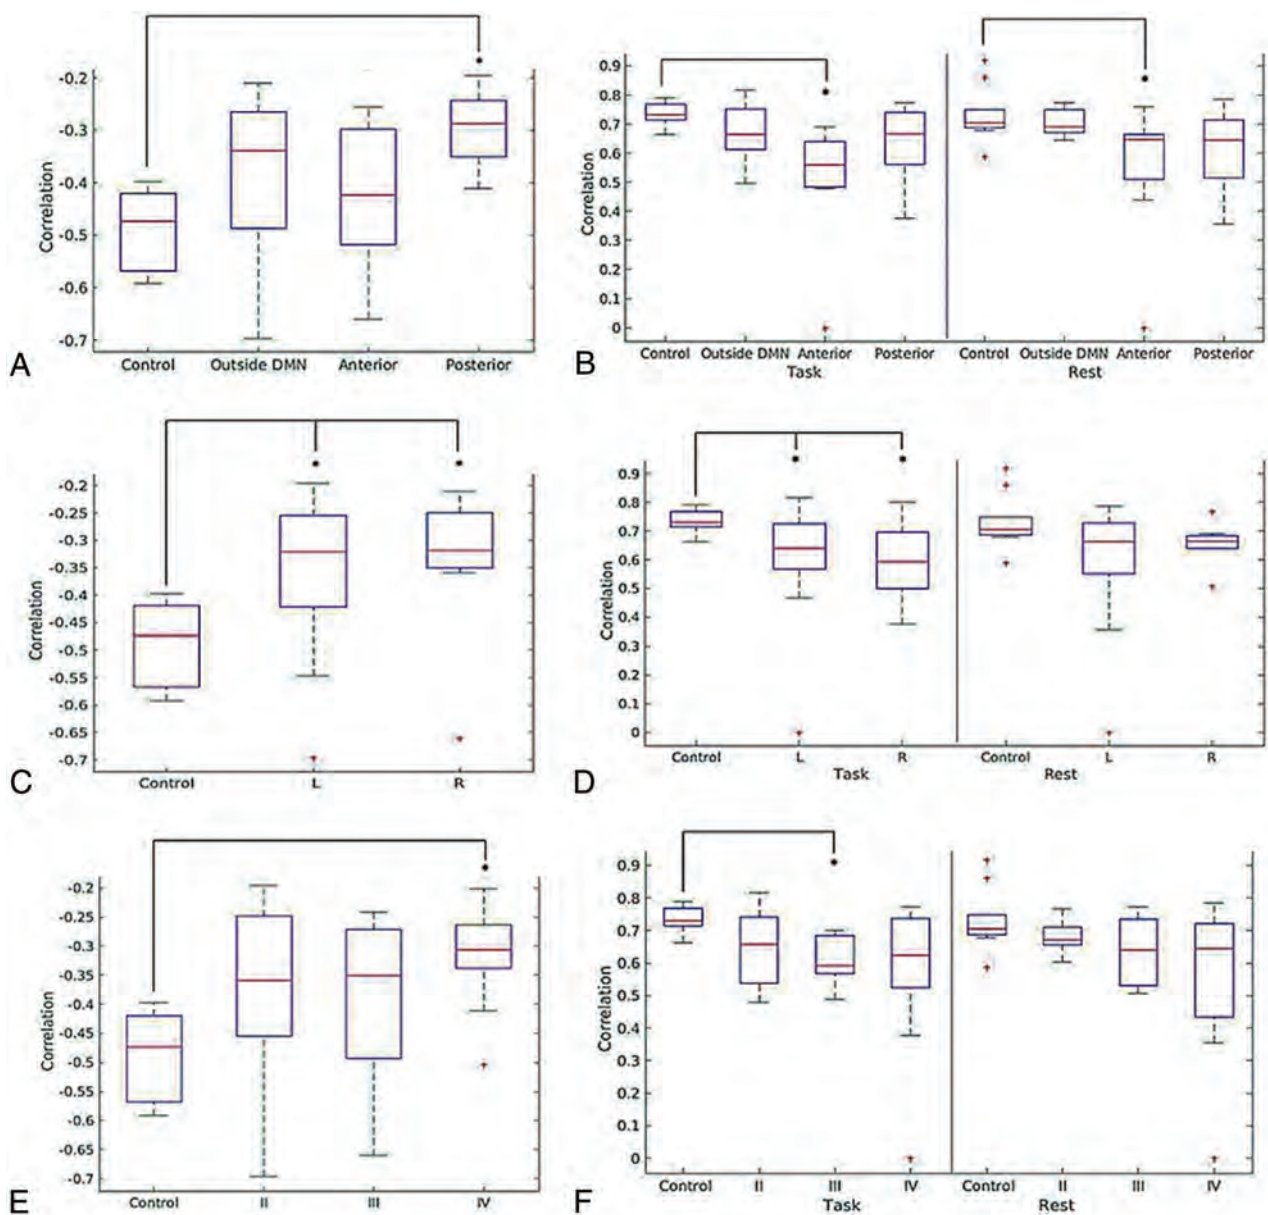 -0.2
-0.3
-0.4
-0.5
-0.6
-0.7
Correlation
Control Outside DMN Anterior Posterior
A
0.9
0.8
0.7
0.6
0.5
0.4
0.3
0.2
0.1
0
Correlation
Control Outside DMN Anterior Posterior Control Outside DMN Anterior Posterior
Task Rest
B
-0.2
-0.25
-0.3
-0.35
-0.4
-0.45
-0.5
-0.55
-0.6
-0.65
-0.7
Correlation
Control L R
C
0.9
0.8
0.7
0.6
0.5
0.4
0.3
0.2
0.1
0
Correlation
Control L R Control L R
Task Rest
D
-0.2
-0.25
-0.3
-0.35
-0.4
-0.45
-0.5
-0.55
-0.6
-0.65
-0.7
Correlation
Control II III IV
E
0.9
0.8
0.7
0.6
0.5
0.4
0.3
0.2
0.1
0
Correlation
Control II III IV Control II III IV
Task Rest
F